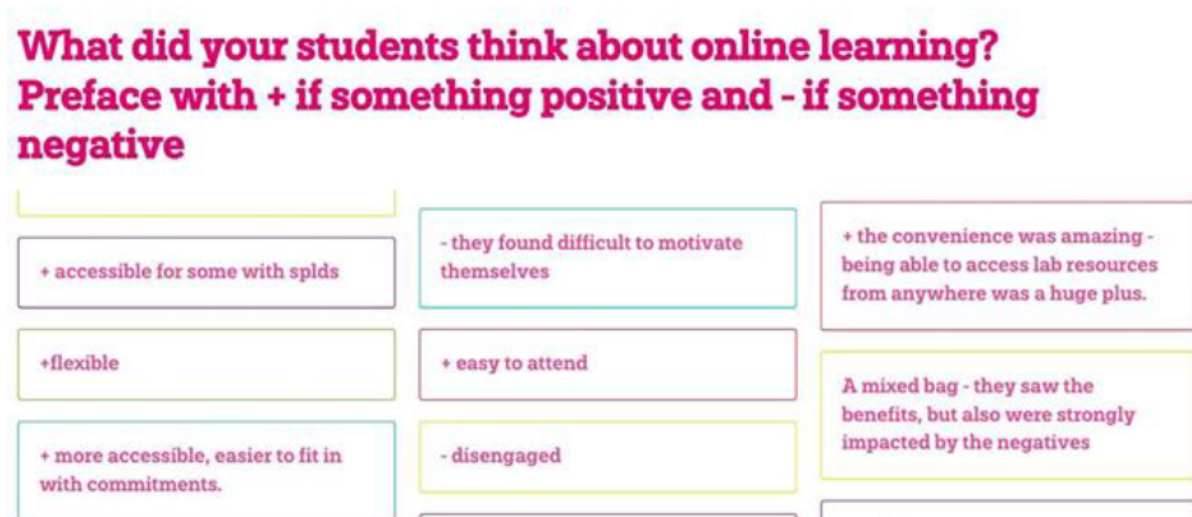 What did your students think about online learning?
Preface with + if something positive and - if something
negative
+ accessible for some with splds
+flexible
+ more accessible, easier to fit in
with commitments.
- they found difficult to motivate
themselves
+ easy to attend
- disengaged
+ the convenience was amazing -
being able to access lab resources
from anywhere was a huge plus.
A mixed bag - they saw the
benefits, but also were strongly
impacted by the negatives